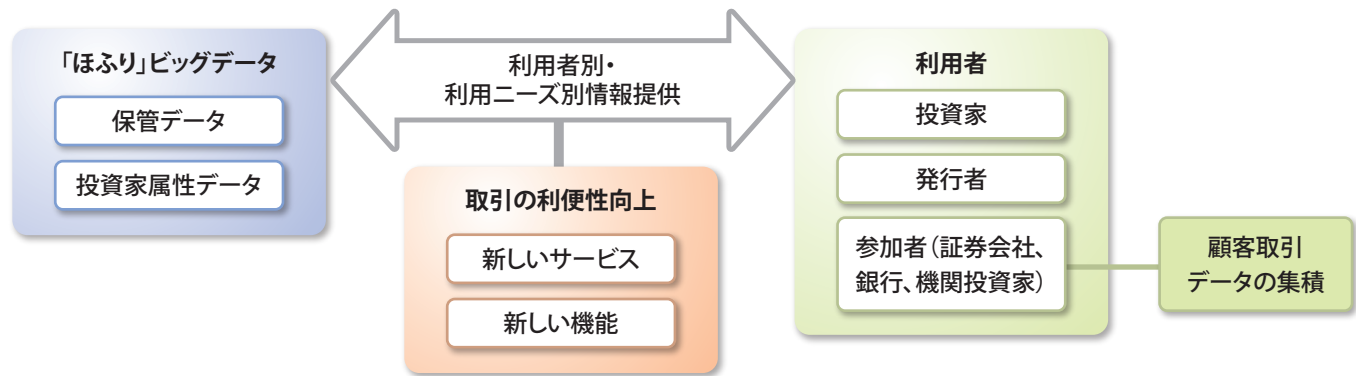 「ほふり」ビッグデータ
保管データ
投資家属性データ
利用者別・
利用ニーズ別情報提供
取引の利便性向上
新しいサービス
新しい機能
利用者
投資家
発行者
参加者（証券会社、
銀行、機関投資家）
顧客取引
データの集積